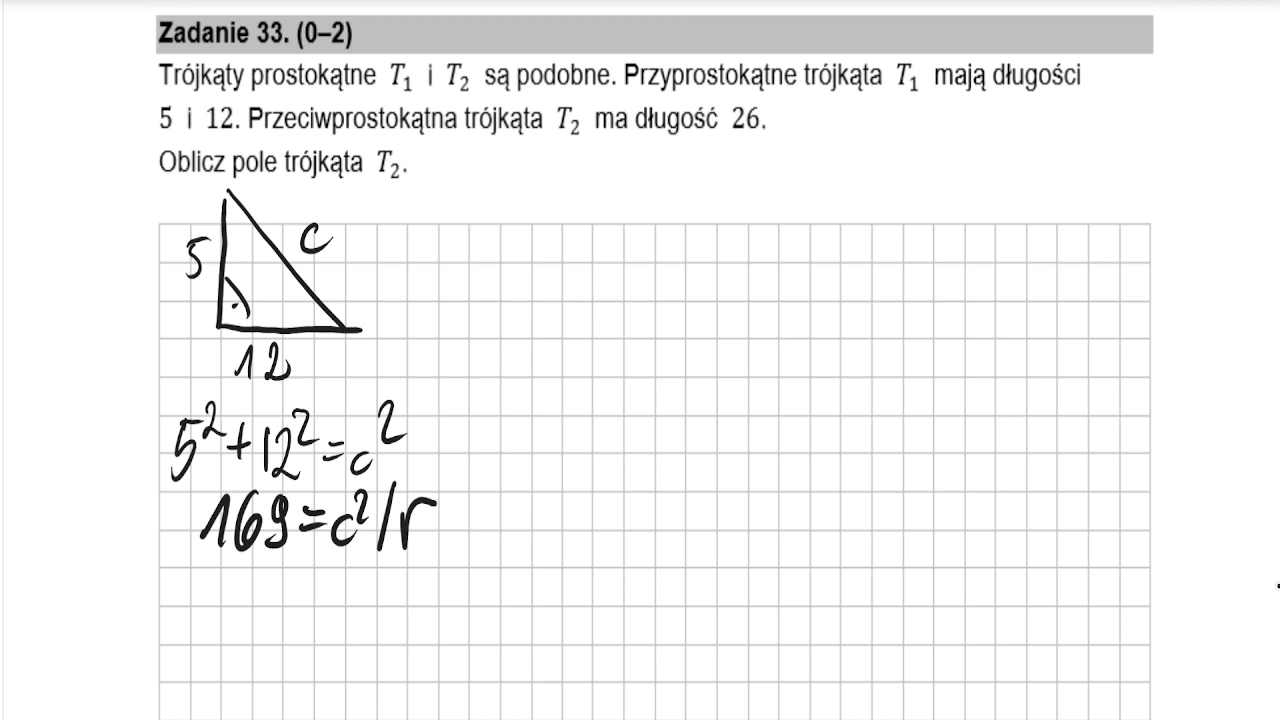 Zadanie 33. (0–2)
Trójkąty prostokątne T₁ i T₂ są podobne. Przyprostokątne trójkąta T₁ mają długości
5 i 12. Przeciwprostokątna trójkąta T₂ ma długość 26.
Oblicz pole trójkąta T₂.
5
c
12
5² + 12² = c²
169 = c² /√